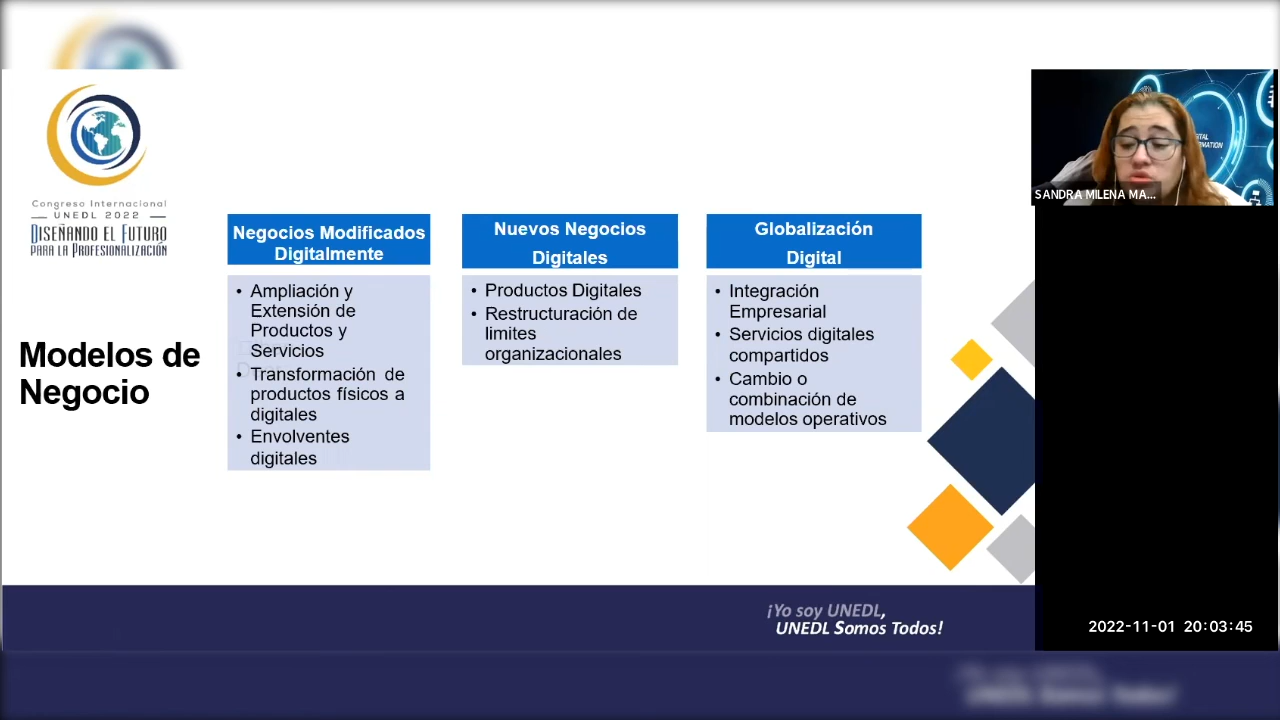 Congreso Internacional
UNEDL 2022
DISEÑANDO EL FUTURO
PARA LA PROFESIONALIZACIÓN
Modelos de
Negocio
Negocios Modificados
Digitalmente
• Ampliación y
Extensión de
Productos y
Servicios
• Transformación de
productos físicos a
digitales
• Envolventes
digitales
Nuevos Negocios
Digitales
• Productos Digitales
• Restructuración de
limites
organizacionales
Globalización
Digital
• Integración
Empresarial
• Servicios digitales
compartidos
• Cambio o
combinación de
modelos operativos
¡Yo soy UNEDL,
UNEDL Somos Todos!
SANDRA MILENA MA...
2022-11-01 20:03:45